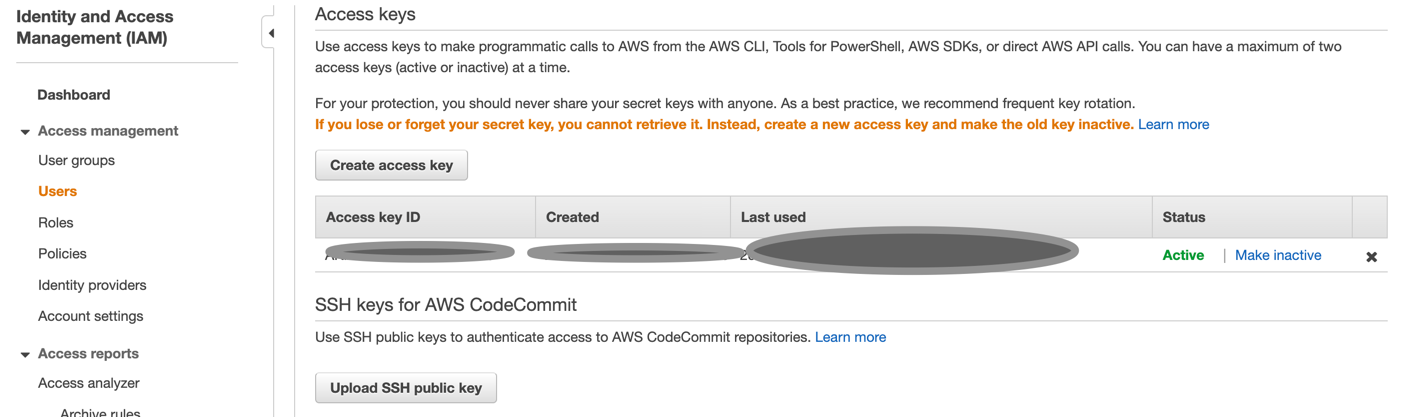 Identity and Access
Management (IAM)
Dashboard
Access management
User groups
Users
Roles
Policies
Identity providers
Account settings
Access reports
Access analyzer
Archive rules
Access keys
Use access keys to make programmatic calls to AWS from the AWS CLI, Tools for PowerShell, AWS SDKs, or direct AWS API calls. You can have a maximum of two
access keys (active or inactive) at a time.
For your protection, you should never share your secret keys with anyone. As a best practice, we recommend frequent key rotation.
If you lose or forget your secret key, you cannot retrieve it. Instead, create a new access key and make the old key inactive. Learn more
Create access key
Access key ID Created Last used Status
Active | Make inactive
SSH keys for AWS CodeCommit
Use SSH public keys to authenticate access to AWS CodeCommit repositories. Learn more
Upload SSH public key